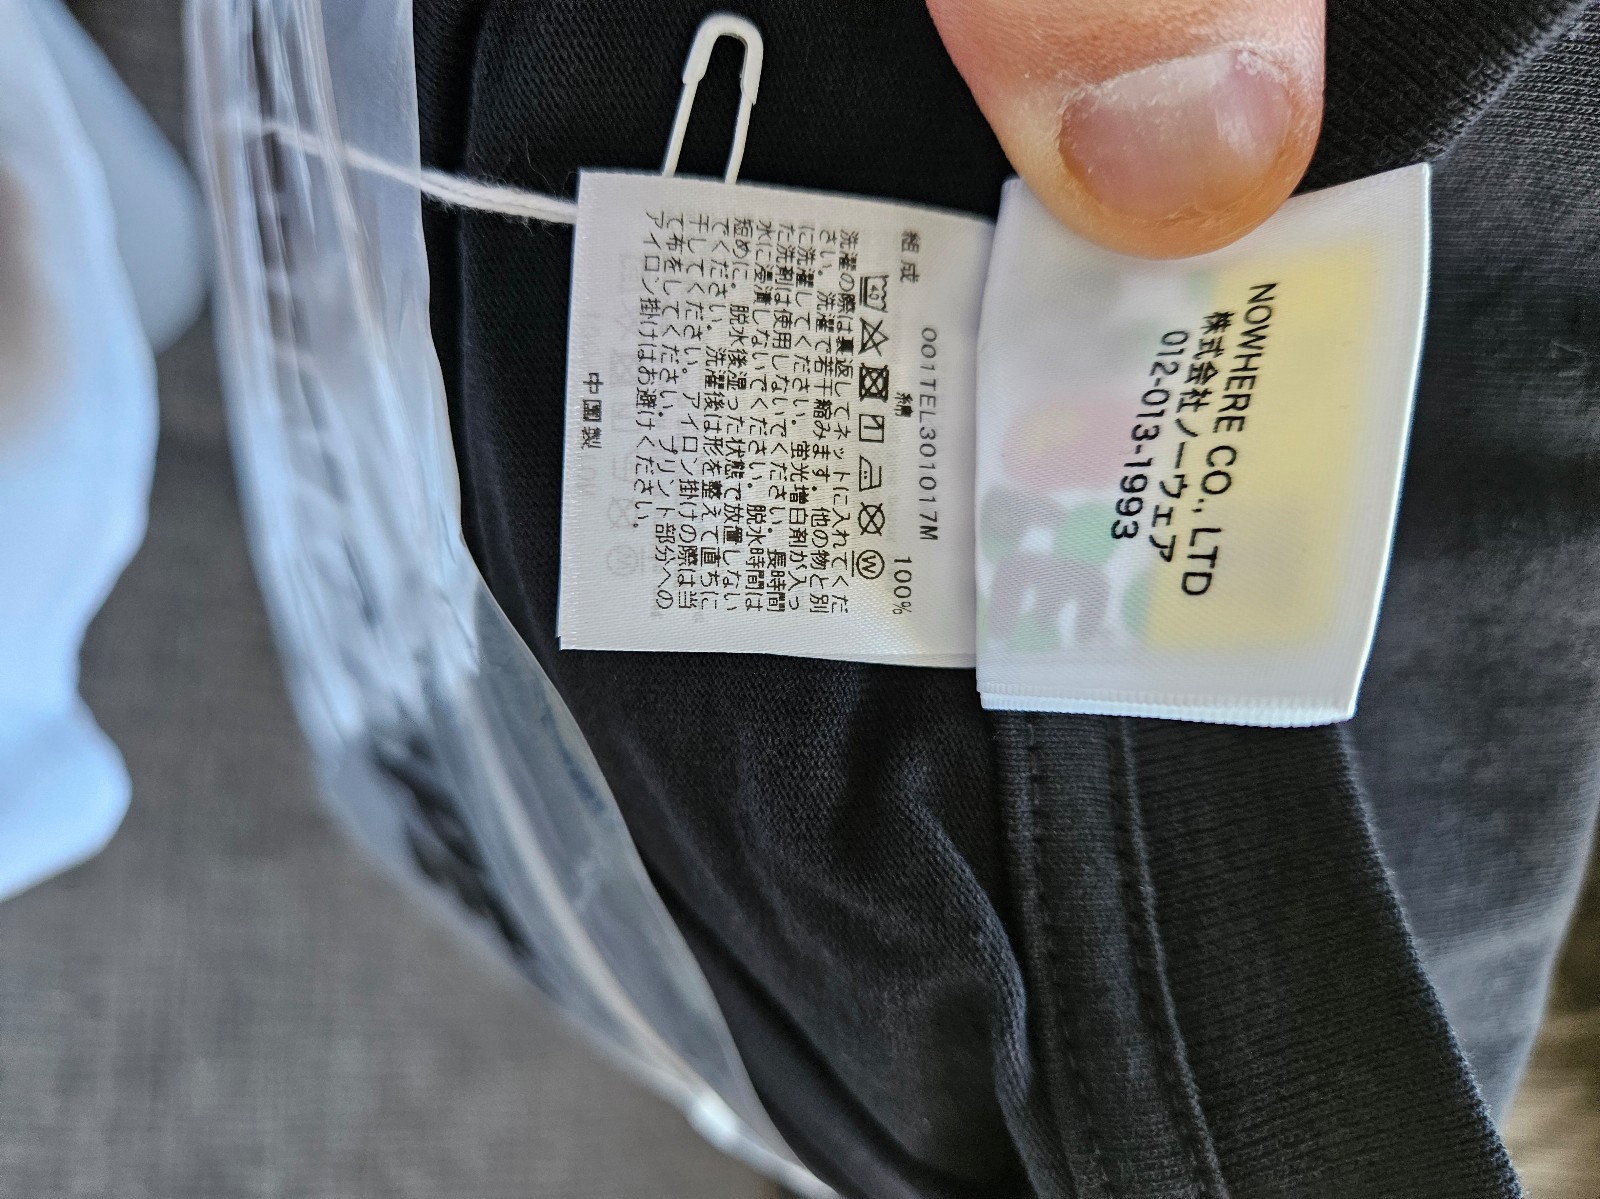 NOWHERE CO., LTD
株式会社ノーウェア
012-013-1993
001TEL301017M
組成 綿 100%
40 W
洗濯の際は裏返してネットに入れてくだ
さい。洗濯で若干縮みます。他の物と別
に洗濯してください。蛍光増白剤が入っ
た洗剤は使用しないでください。長時間
水に浸漬しないでください。脱水時間は
短めに。脱水後湿った状態で放置しない
でください。洗濯後は形を整えて直ちに
干してください。アイロン掛けの際は当
て布をしてください。プリント部分への
アイロン掛けはお避けください。
中国製